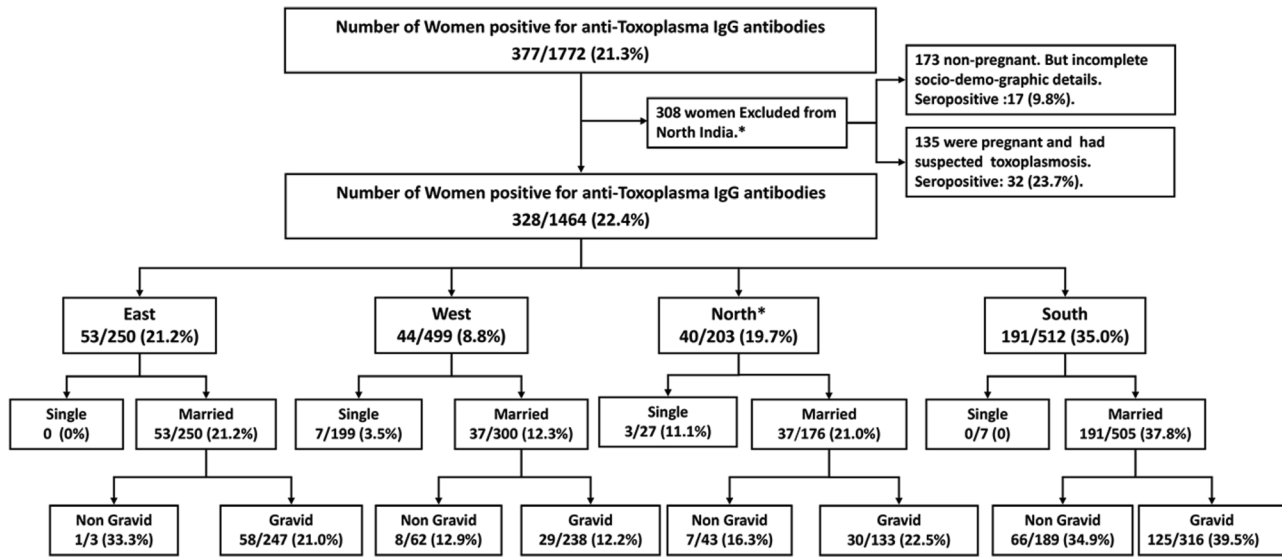 Number of Women positive for anti-Toxoplasma IgG antibodies
377/1772 (21.3%)
308 women Excluded from
North India.*
173 non-pregnant. But incomplete
socio-demo-graphic details.
Seropositive :17 (9.8%).
135 were pregnant and had
suspected toxoplasmosis.
Seropositive: 32 (23.7%).
Number of Women positive for anti-Toxoplasma IgG antibodies
328/1464 (22.4%)
East
53/250 (21.2%)
West
44/499 (8.8%)
North*
40/203 (19.7%)
South
191/512 (35.0%)
Single
0 (0%)
Married
53/250 (21.2%)
Single
7/199 (3.5%)
Married
37/300 (12.3%)
Single
3/27 (11.1%)
Married
37/176 (21.0%)
Single
0/7 (0)
Married
191/505 (37.8%)
Non Gravid
1/3 (33.3%)
Gravid
58/247 (21.0%)
Non Gravid
8/62 (12.9%)
Gravid
29/238 (12.2%)
Non Gravid
7/43 (16.3%)
Gravid
30/133 (22.5%)
Non Gravid
66/189 (34.9%)
Gravid
125/316 (39.5%)